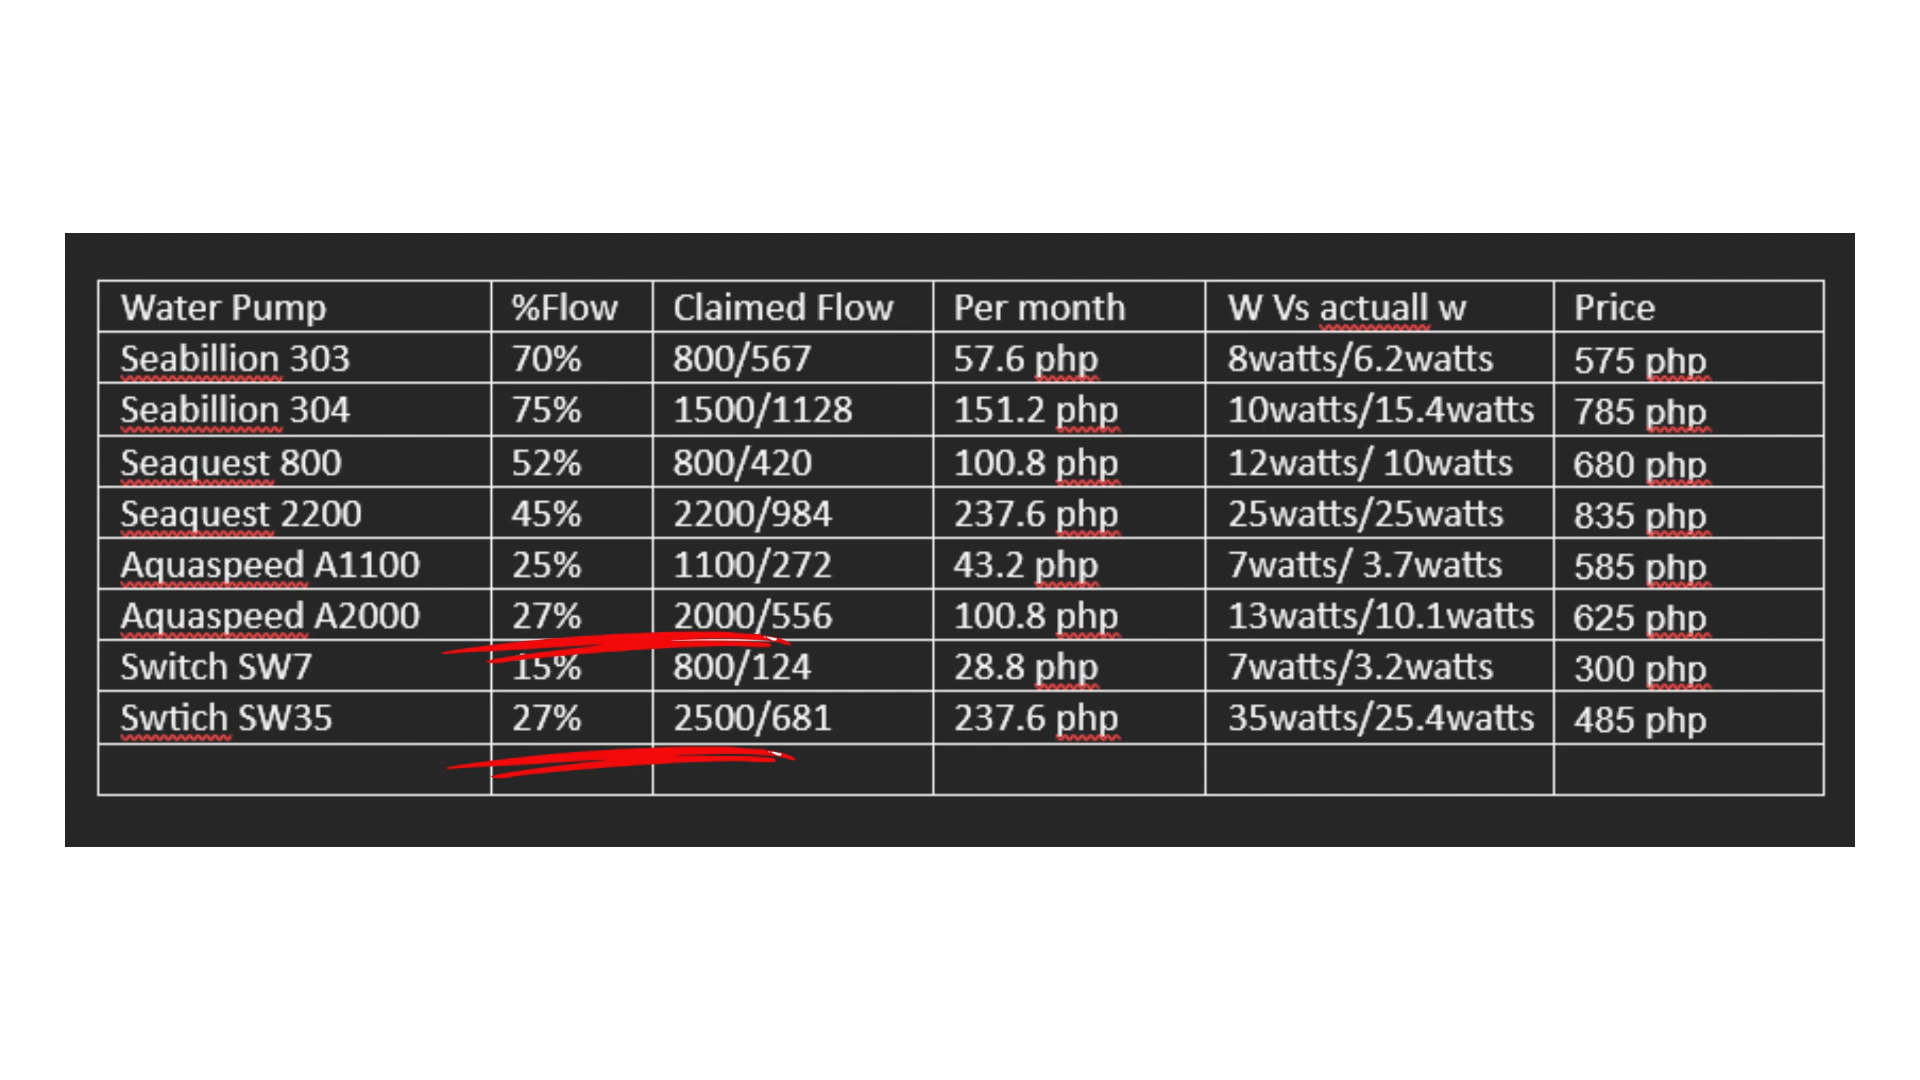 Water Pump %Flow Claimed Flow Per month W Vs actuall w Price
Seabillion 303 70% 800/567 57.6 php 8watts/6.2watts 575 php
Seabillion 304 75% 1500/1128 151.2 php 10watts/15.4watts 785 php
Seaquest 800 52% 800/420 100.8 php 12watts/ 10watts 680 php
Seaquest 2200 45% 2200/984 237.6 php 25watts/25watts 835 php
Aquaspeed A1100 25% 1100/272 43.2 php 7watts/ 3.7watts 585 php
Aquaspeed A2000 27% 2000/556 100.8 php 13watts/10.1watts 625 php
Switch SW7 15% 800/124 28.8 php 7watts/3.2watts 300 php
Swtich SW35 27% 2500/681 237.6 php 35watts/25.4watts 485 php